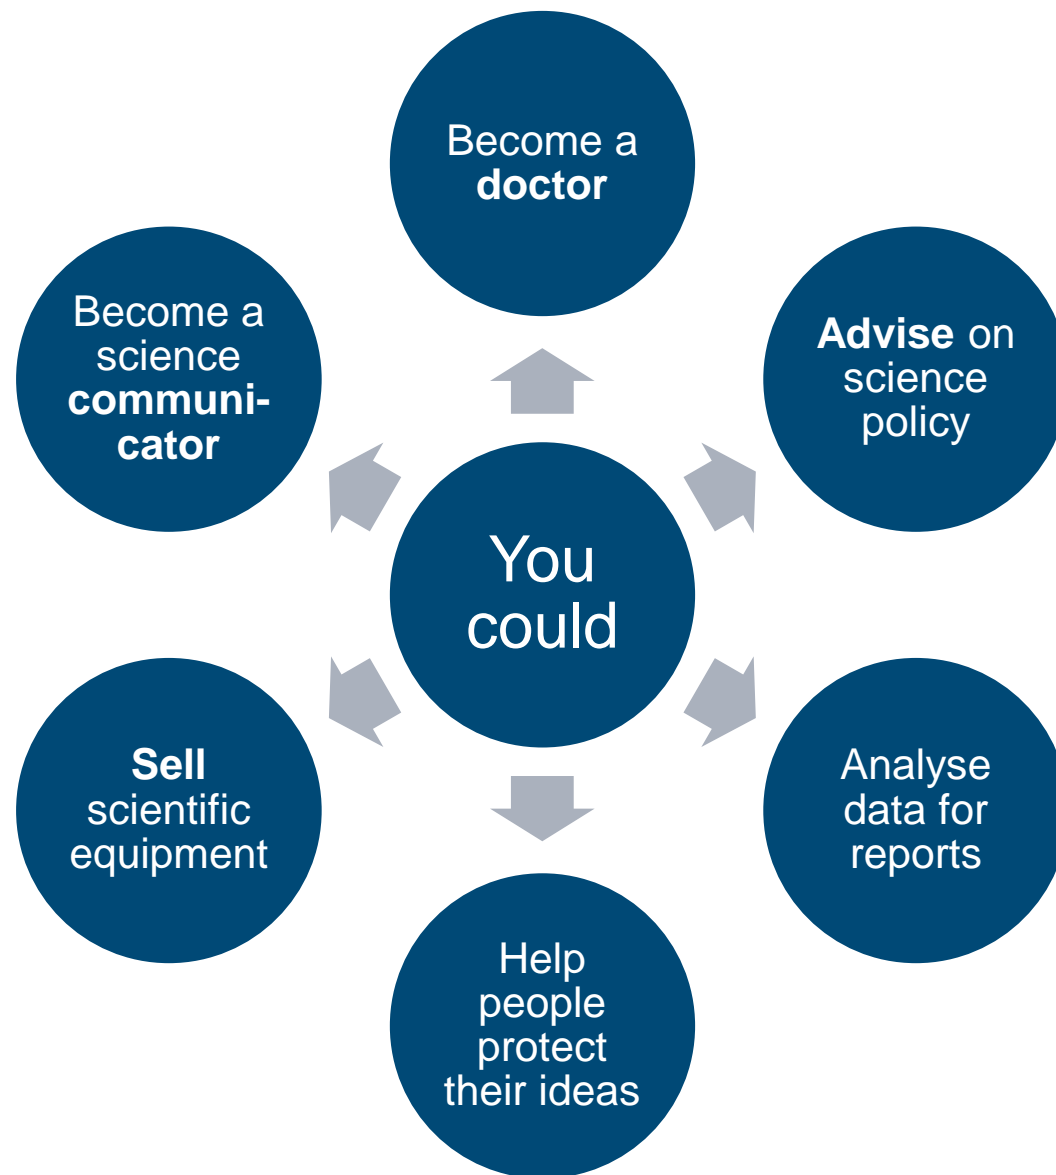 Become a
doctor
Advise on
science
policy
Analyse
data for
reports
Help
people
protect
their ideas
Sell
scientific
equipment
Become a
science
communi-
cator
You
could